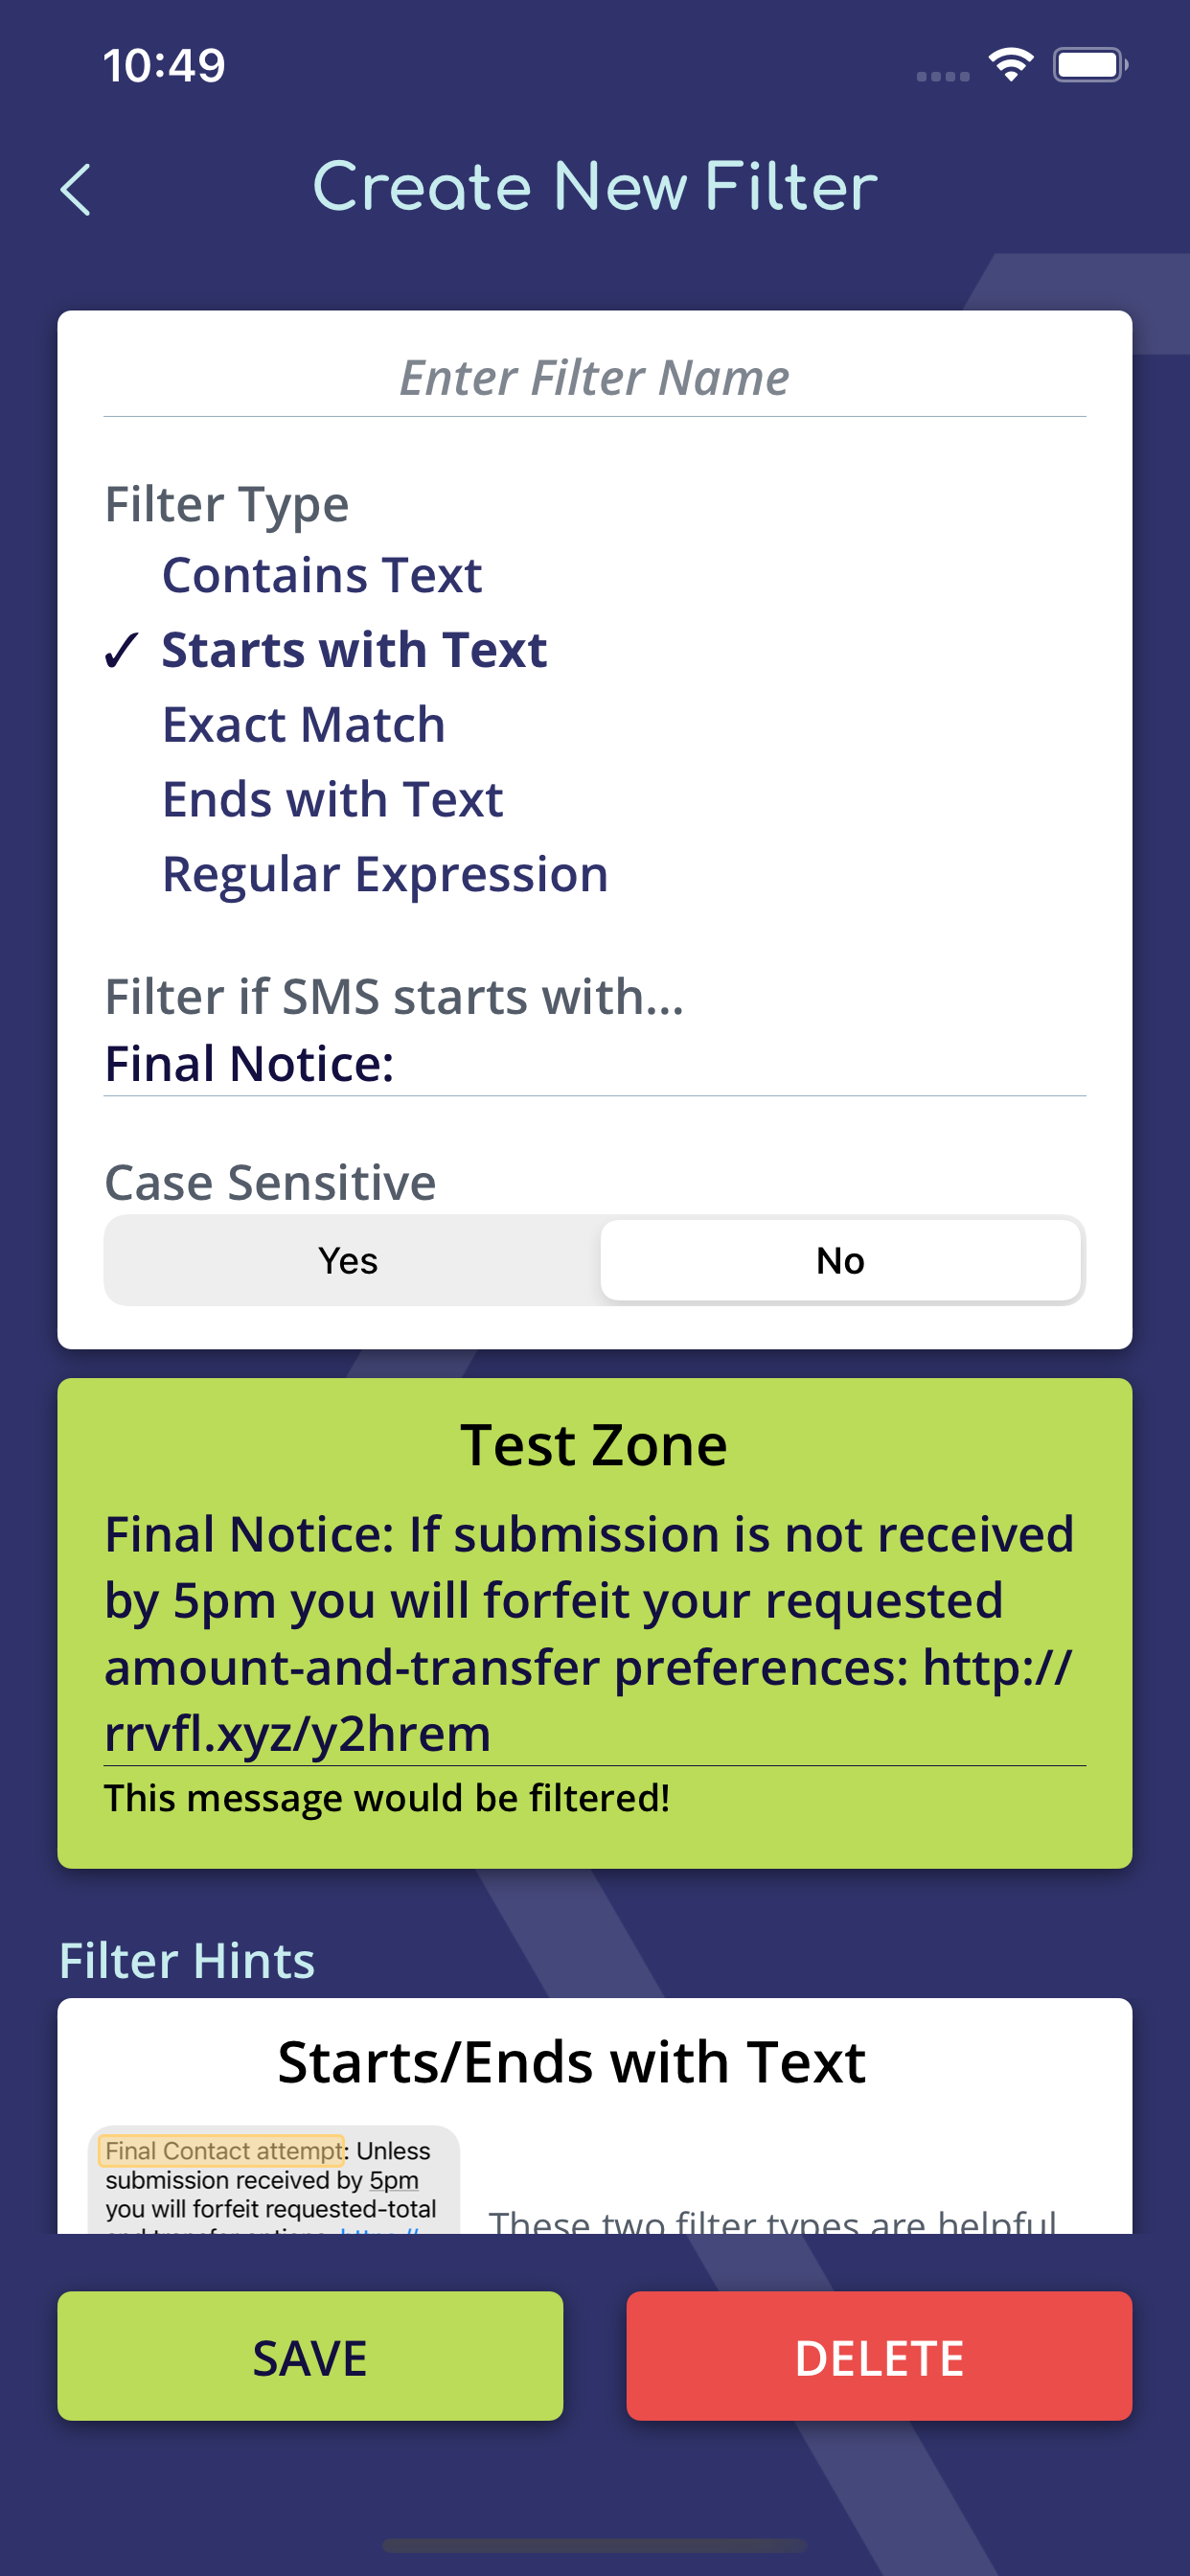 10:49
Create New Filter
Enter Filter Name
Filter Type
Contains Text
✓ Starts with Text
Exact Match
Ends with Text
Regular Expression
Filter if SMS starts with...
Final Notice:
Case Sensitive
Yes No
Test Zone
Final Notice: If submission is not received
by 5pm you will forfeit your requested
amount-and-transfer preferences: http://
rrvfl.xyz/y2hrem
This message would be filtered!
Filter Hints
Starts/Ends with Text
Final Contact attempt: Unless
submission received by 5pm
you will forfeit requested-total
These two filter types are helpful
SAVE DELETE